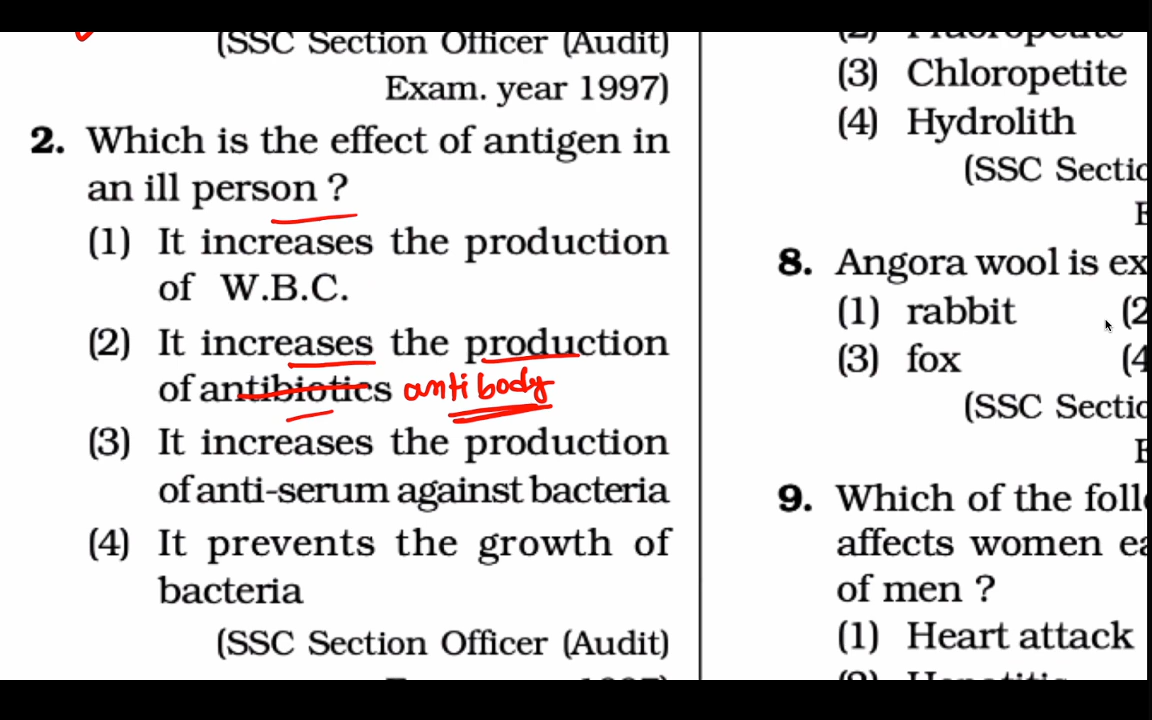 (SSC Section Officer (Audit)
Exam. year 1997)
2. Which is the effect of antigen in
an ill person ?
(1) It increases the production
of W.B.C.
(2) It increases the production
of antibiotics antibody
(3) It increases the production
of anti-serum against bacteria
(4) It prevents the growth of
bacteria
(SSC Section Officer (Audit)
(3) Chloropetite
(4) Hydrolith
(SSC Sectio
8. Angora wool is ex
(1) rabbit (2
(3) fox (4
(SSC Sectio
9. Which of the foll
affects women ea
of men ?
(1) Heart attack